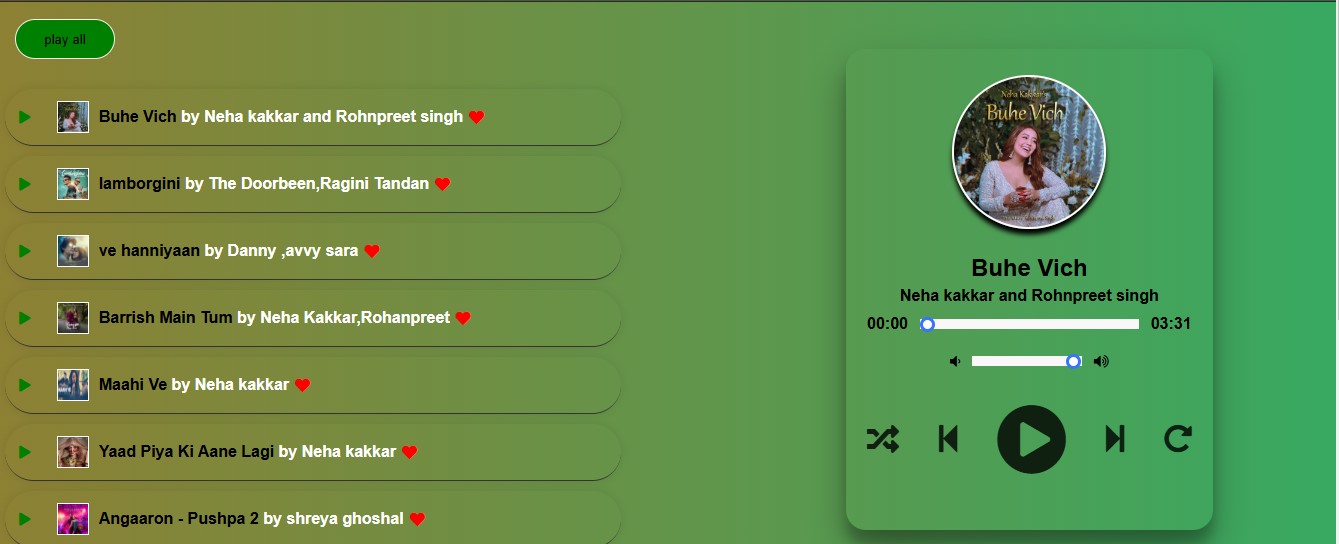 play all
Buhe Vich by Neha kakkar and Rohnpreet singh
lamborgini by The Doorbeen,Ragini Tandan
ve hanniyaan by Danny ,avvy sara
Barrish Main Tum by Neha Kakkar,Rohanpreet
Maahi Ve by Neha kakkar
Yaad Piya Ki Aane Lagi by Neha kakkar
Angaaron - Pushpa 2 by shreya ghoshal
Neha Kakkar's
Buhe Vich
Buhe Vich
Neha kakkar and Rohnpreet singh
00:00 03:31